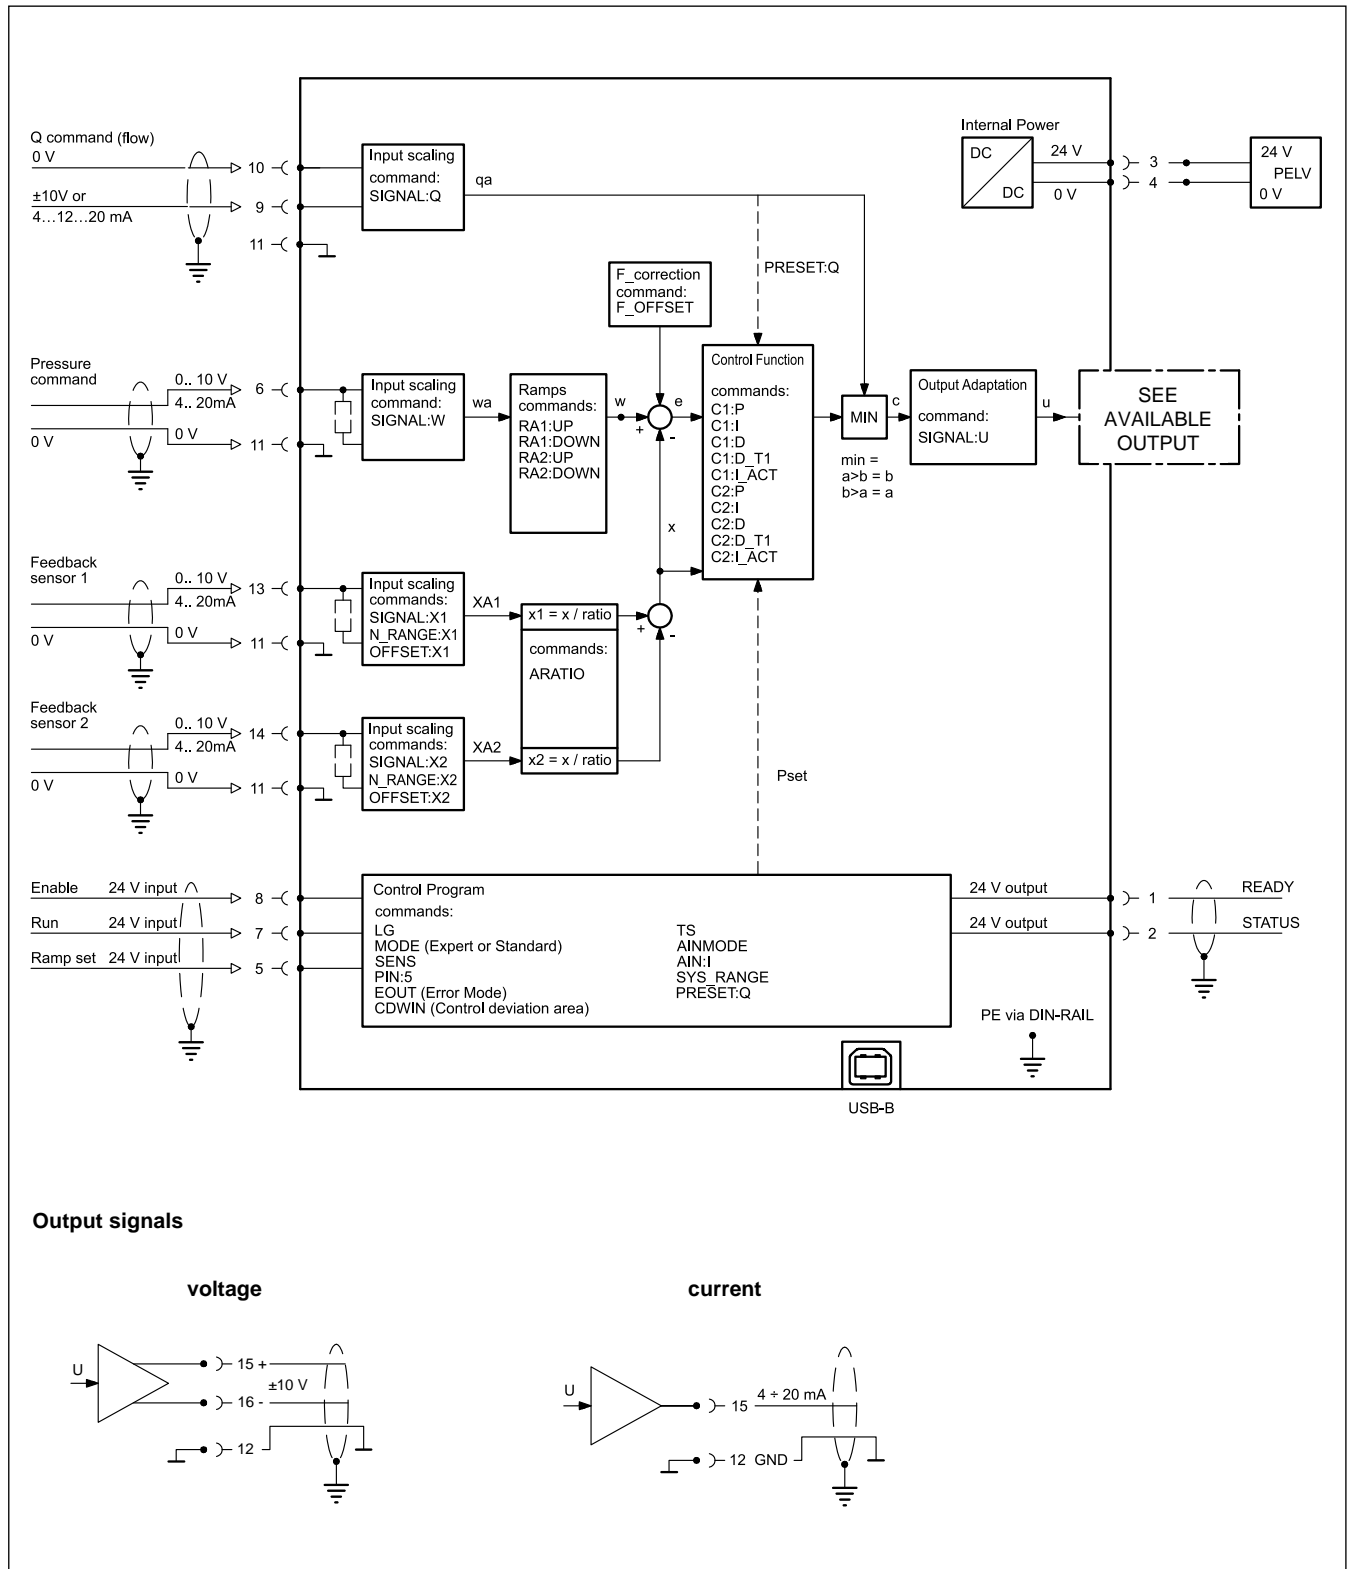 Q command (flow)
0 V
10
±10V or
4…12…20 mA
9
11
Input scaling
command:
SIGNAL:Q
qa
Internal Power
DC
DC
24 V
0 V
3
4
24 V
PELV
0 V
PRESET:Q
F_correction
command:
F_OFFSET
Pressure
command
0.. 10 V
4.. 20mA
6
0 V
0 V
11
Input scaling
command:
SIGNAL:W
wa
Ramps
commands:
RA1:UP
RA1:DOWN
RA2:UP
RA2:DOWN
w
+
-
e
x
Control Function
commands:
C1:P
C1:I
C1:D
C1:D_T1
C1:I_ACT
C2:P
C2:I
C2:D
C2:D_T1
C2:I_ACT
MIN
min =
a>b = b
b>a = a
c
Output Adaptation
command:
SIGNAL:U
u
SEE
AVAILABLE
OUTPUT
Feedback
sensor 1
0.. 10 V
4.. 20mA
13
0 V
0 V
11
Input scaling
commands:
SIGNAL:X1
N_RANGE:X1
OFFSET:X1
XA1
x1 = x / ratio
commands:
ARATIO
x2 = x / ratio
+
-
Feedback
sensor 2
0.. 10 V
4.. 20mA
14
0 V
0 V
11
Input scaling
commands:
SIGNAL:X2
N_RANGE:X2
OFFSET:X2
XA2
Pset
Enable 24 V input
8
Run 24 V input
7
Ramp set 24 V input
5
Control Program
commands:
LG
MODE (Expert or Standard)
SENS
PIN:5
EOUT (Error Mode)
CDWIN (Control deviation area)
TS
AINMODE
AIN:I
SYS_RANGE
PRESET:Q
24 V output
1
READY
24 V output
2
STATUS
PE via DIN-RAIL
USB-B
Output signals
voltage
U
15 +
±10 V
16 -
12
current
U
15
4 ÷ 20 mA
12 GND